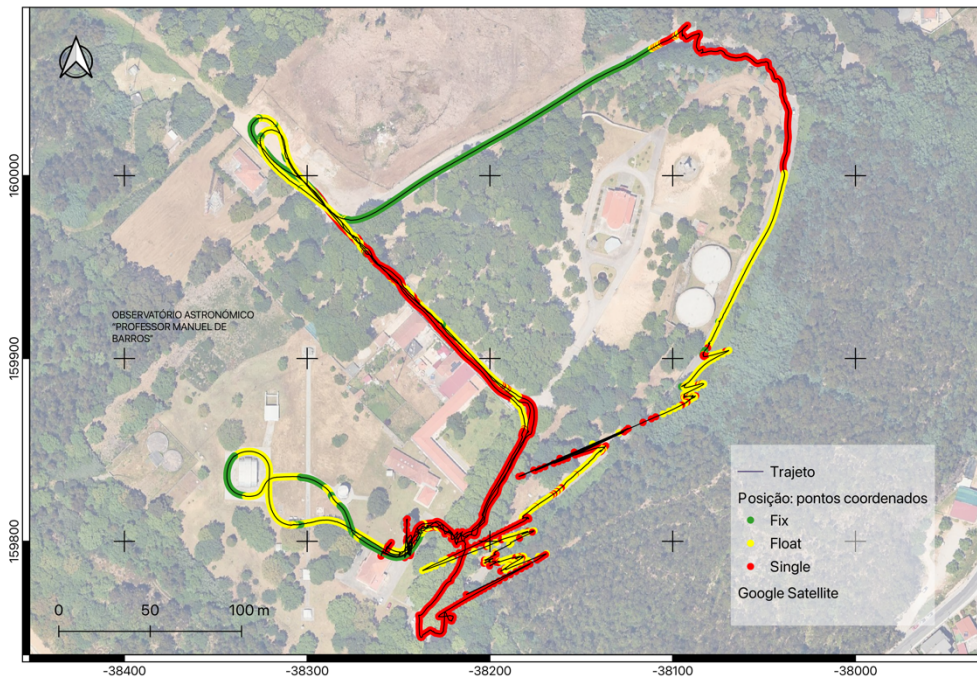 160000
159900
159800
OBSERVATÓRIO ASTRONÓMICO
"PROFESSOR MANUEL DE
BARROS"
Trajeto
Posição: pontos coordenados
Fix
Float
Single
Google Satellite
0 50 100 m
-38400 -38300 -38200 -38100 -38000